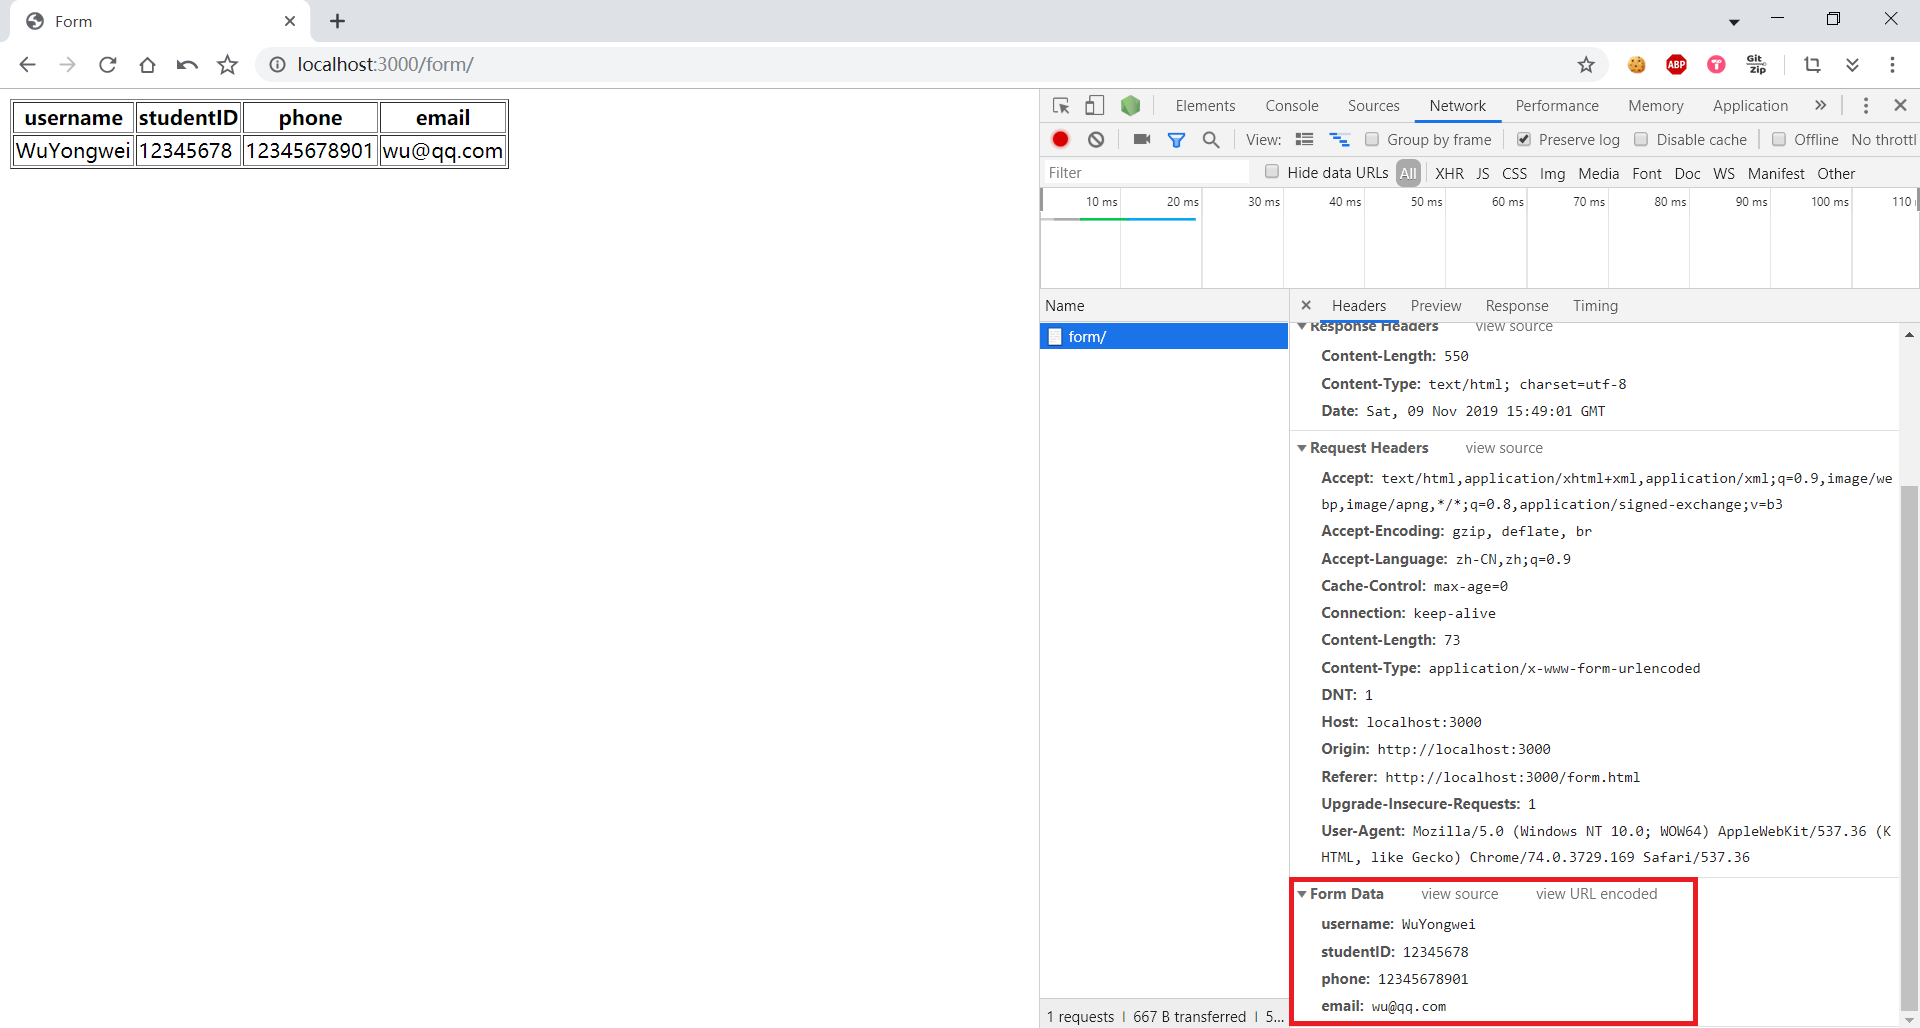 Form
localhost:3000/form/
ABP
Git
Zip
username studentID phone email
WuYongwei 12345678 12345678901 wu@qq.com
Elements Console Sources Network Performance Memory Application
View: Group by frame Preserve log Disable cache Offline No throttl
Filter Hide data URLs All XHR JS CSS Img Media Font Doc WS Manifest Other
10 ms 20 ms 30 ms 40 ms 50 ms 60 ms 70 ms 80 ms 90 ms 100 ms 110
Name
form/
Headers Preview Response Timing
Response Headers view source
Content-Length: 550
Content-Type: text/html; charset=utf-8
Date: Sat, 09 Nov 2019 15:49:01 GMT
Request Headers view source
Accept: text/html,application/xhtml+xml,application/xml;q=0.9,image/we
bp,image/apng,*/*;q=0.8,application/signed-exchange;v=b3
Accept-Encoding: gzip, deflate, br
Accept-Language: zh-CN,zh;q=0.9
Cache-Control: max-age=0
Connection: keep-alive
Content-Length: 73
Content-Type: application/x-www-form-urlencoded
DNT: 1
Host: localhost:3000
Origin: http://localhost:3000
Referer: http://localhost:3000/form.html
Upgrade-Insecure-Requests: 1
User-Agent: Mozilla/5.0 (Windows NT 10.0; WOW64) AppleWebKit/537.36 (K
HTML, like Gecko) Chrome/74.0.3729.169 Safari/537.36
Form Data view source view URL encoded
username: WuYongwei
studentID: 12345678
phone: 12345678901
email: wu@qq.com
1 requests 667 B transferred 5...